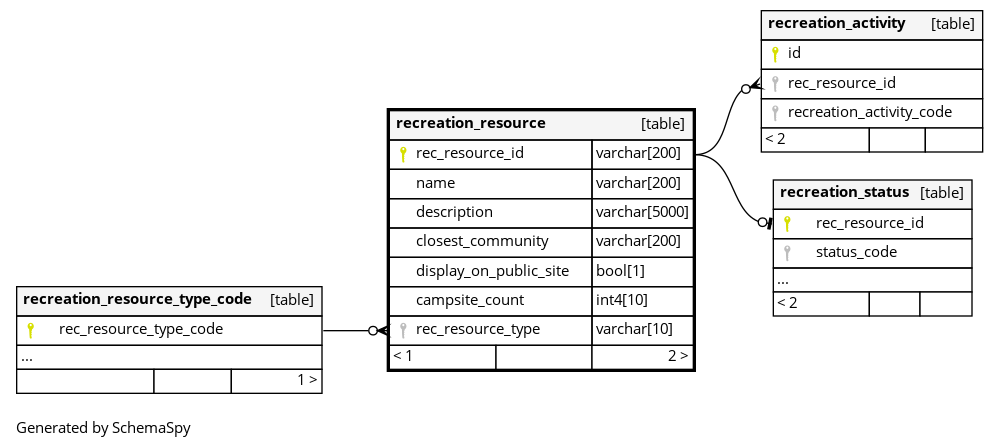 recreation_activity [table]
id
rec_resource_id
recreation_activity_code
< 2
recreation_resource [table]
rec_resource_id varchar[200]
name varchar[200]
description varchar[5000]
closest_community varchar[200]
display_on_public_site bool[1]
campsite_count int4[10]
rec_resource_type varchar[10]
< 1 2 >
recreation_status [table]
rec_resource_id
status_code
...
< 2
recreation_resource_type_code [table]
rec_resource_type_code
...
1 >
Generated by SchemaSpy